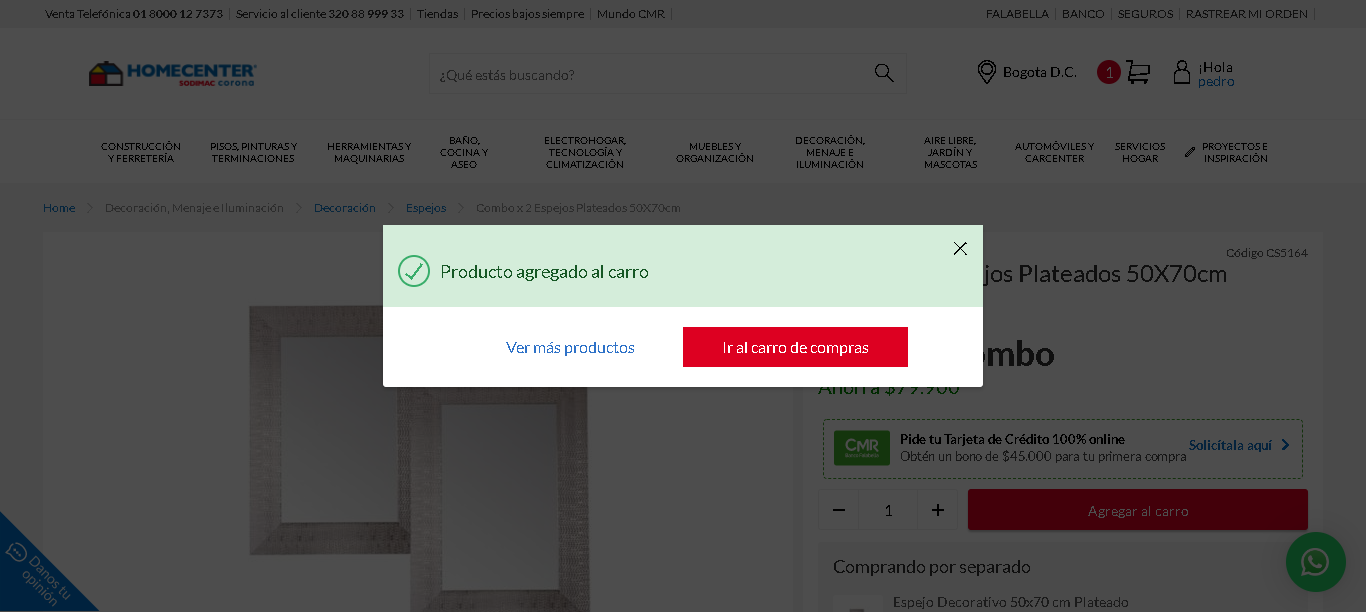 Venta Telefónica 01 8000 12 7373 Servicio al cliente 320 88 999 33 Tiendas Precios bajos siempre Mundo CMR FALABELLA BANCO SEGUROS RASTREAR MI ORDEN
HOMECENTER
SODIMAC corona
¿Qué estás buscando?
Bogota D.C.
1
¡Hola
pedro
CONSTRUCCIÓN
Y FERRETERÍA
PISOS, PINTURAS Y
TERMINACIONES
HERRAMIENTAS Y
MAQUINARIAS
BAÑO,
COCINA Y
ASEO
ELECTROHOGAR,
TECNOLOGÍA Y
CLIMATIZACIÓN
MUEBLES Y
ORGANIZACIÓN
DECORACIÓN,
MENAJE E
ILUMINACIÓN
AIRE LIBRE,
JARDÍN Y
MASCOTAS
AUTOMÓVILES Y
CARCENTER
SERVICIOS
HOGAR
PROYECTOS E
INSPIRACIÓN
Home Decoración, Menaje e Iluminación Decoración Espejos Combo x 2 Espejos Plateados 50X70cm
Código CS5164
jos Plateados 50X70cm
Producto agregado al carro
Ver más productos
Ir al carro de compras
ombo
Ahorra $79.900
CMR
Pide tu Tarjeta de Crédito 100% online
Obtén un bono de $45.000 para tu primera compra
Solicítala aquí
1
Agregar al carro
Comprando por separado
Espejo Decorativo 50x70 cm Plateado
Danos tu
opinión